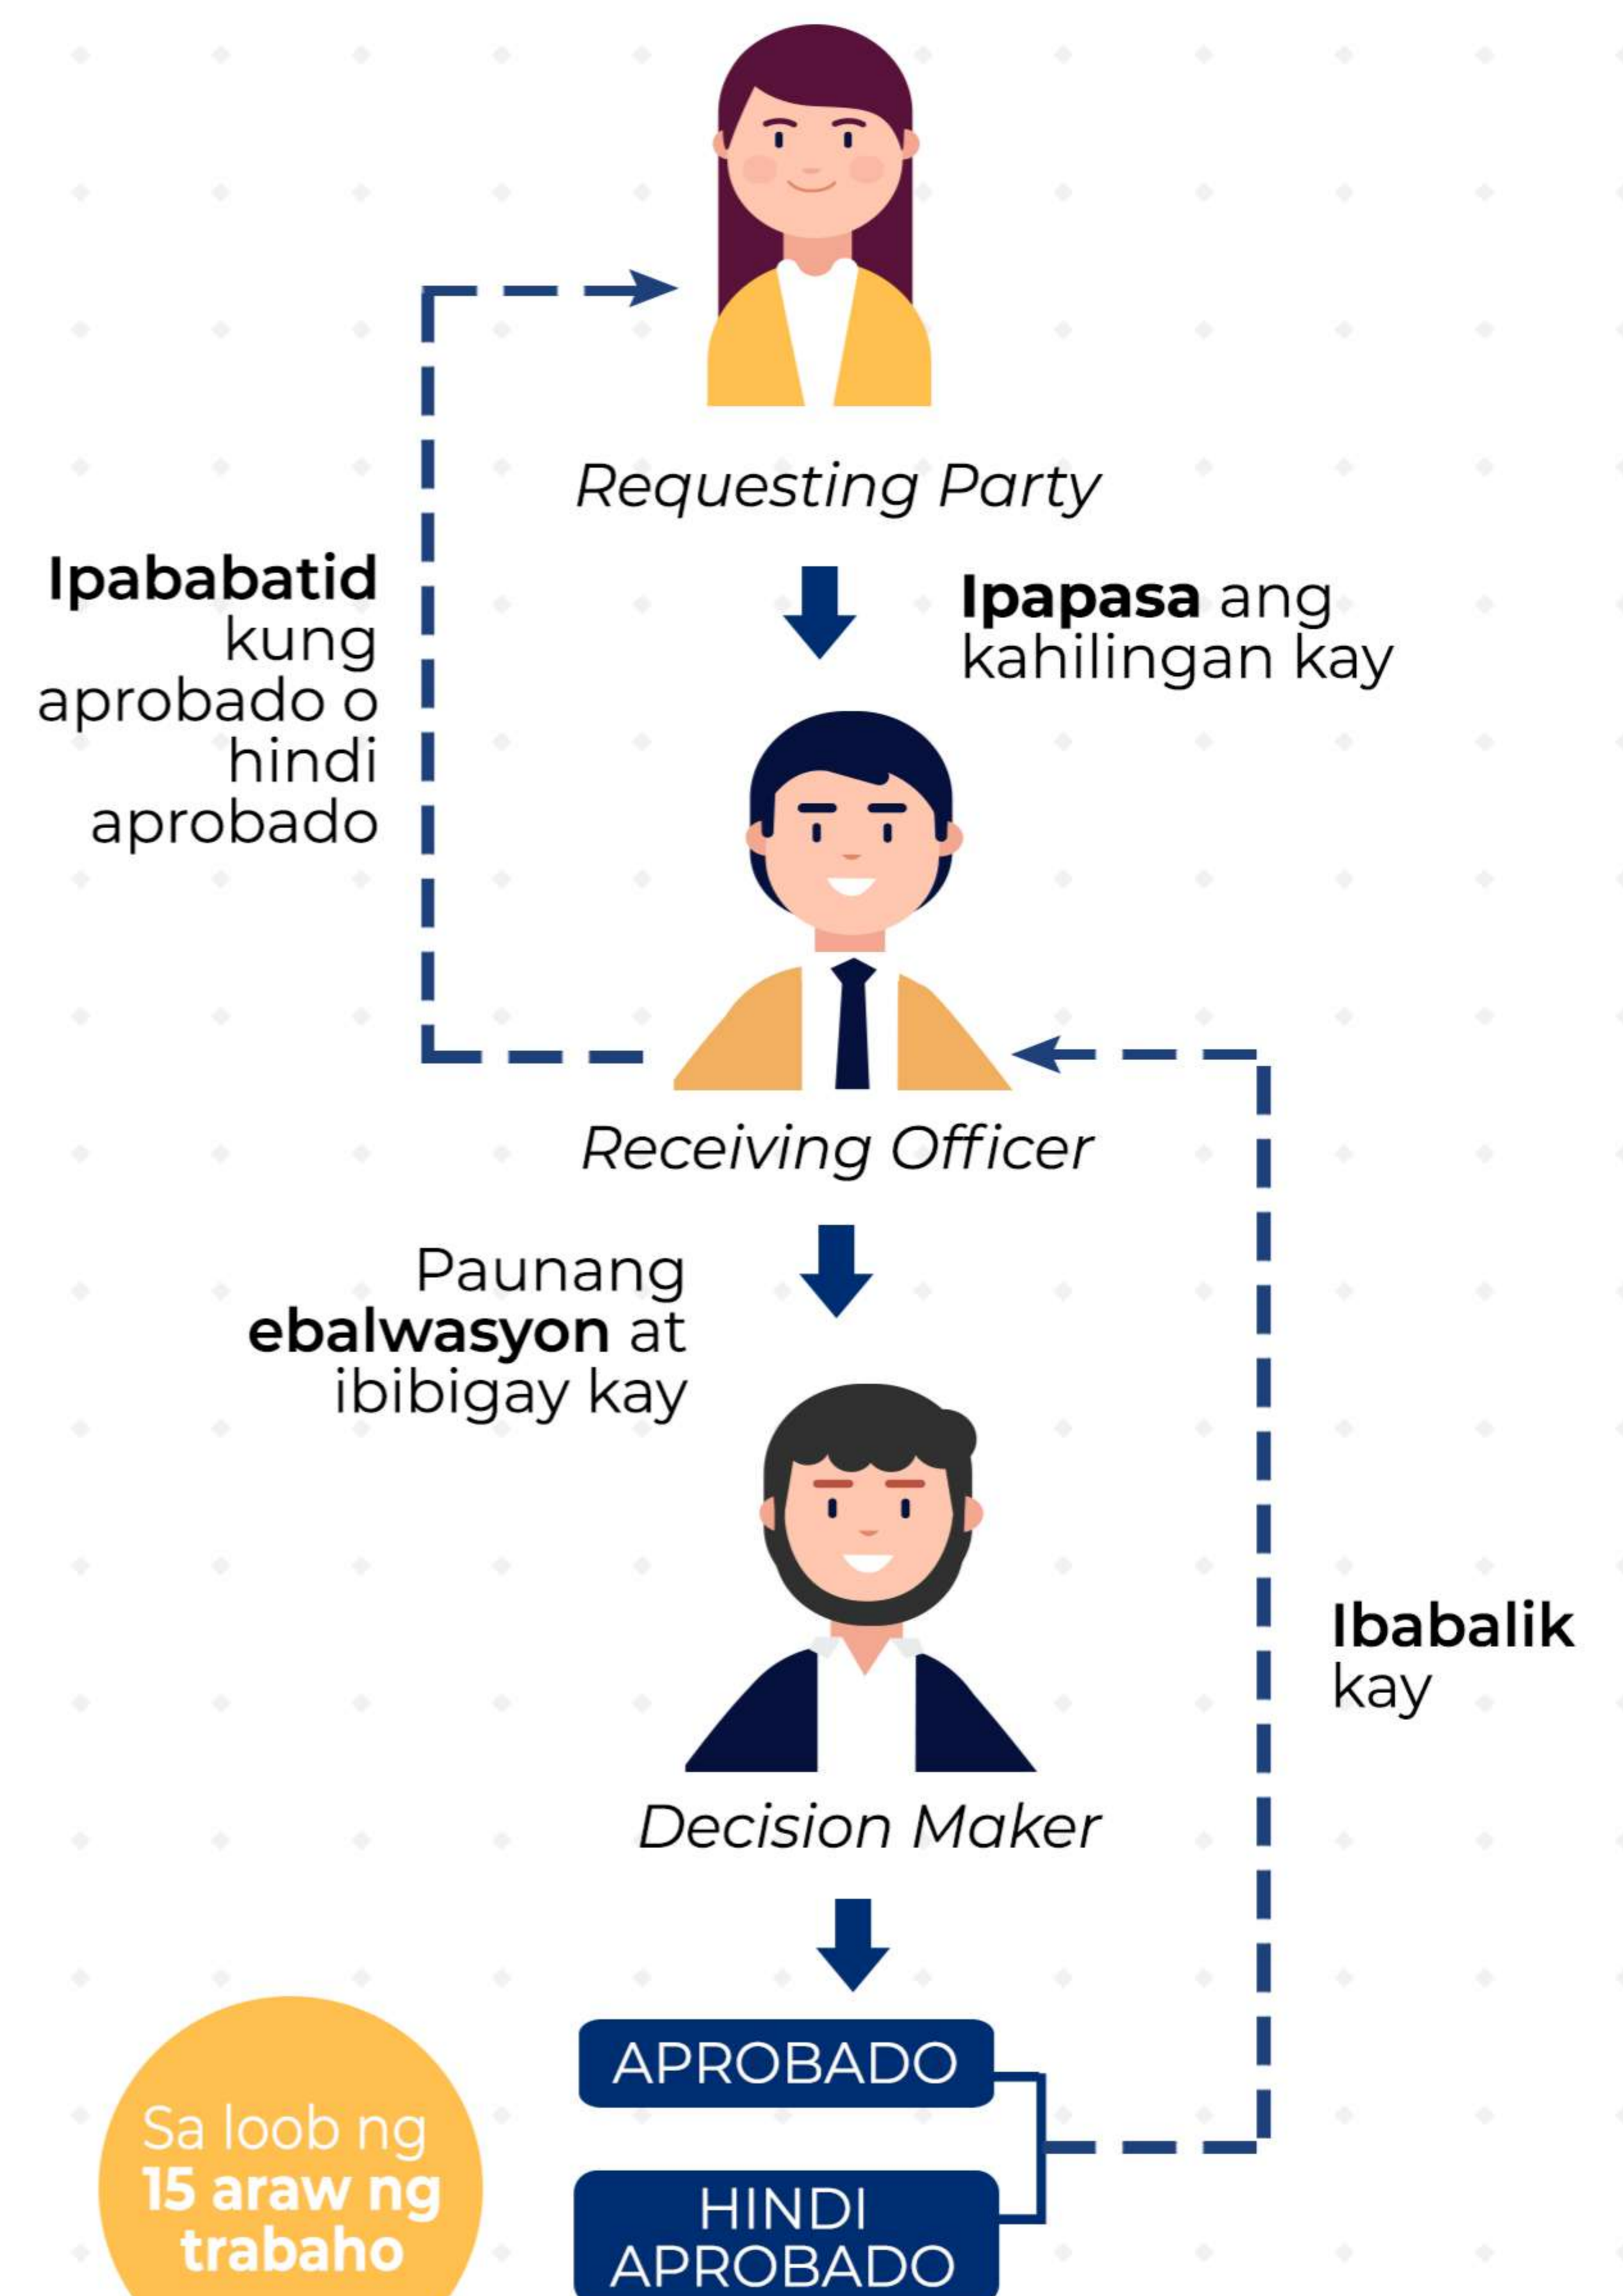 Requesting Party
Ipapasa ang
kahilingan kay
Ipababatid
kung
aprobado o
hindi
aprobado
Receiving Officer
Paunang
ebalwasyon at
ibibigay kay
Decision Maker
Ibabalik
kay
APROBADO
HINDI
APROBADO
Sa loob ng
15 araw ng
trabaho